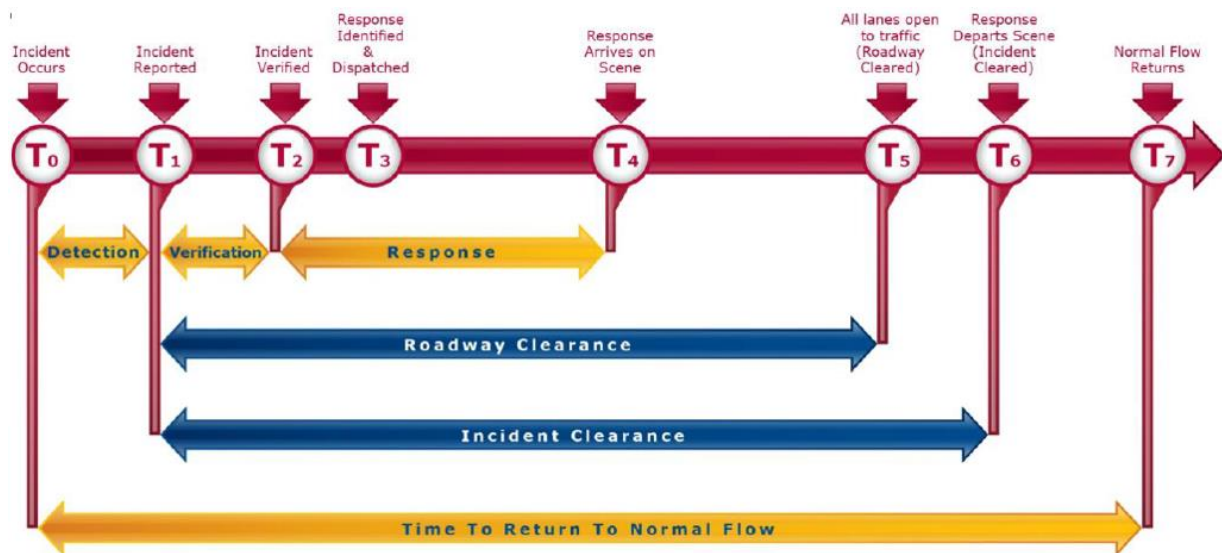 Incident
Occurs
Incident
Reported
Incident
Verified
Response
Identified
&
Dispatched
Response
Arrives on
Scene
All lanes open
to traffic
(Roadway
Cleared)
Response
Departs Scene
(Incident
Cleared)
Normal Flow
Returns
T₀
T₁
T₂
T₃
T₄
T₅
T₆
T₇
Detection
Verification
Response
Roadway Clearance
Incident Clearance
Time To Return To Normal Flow